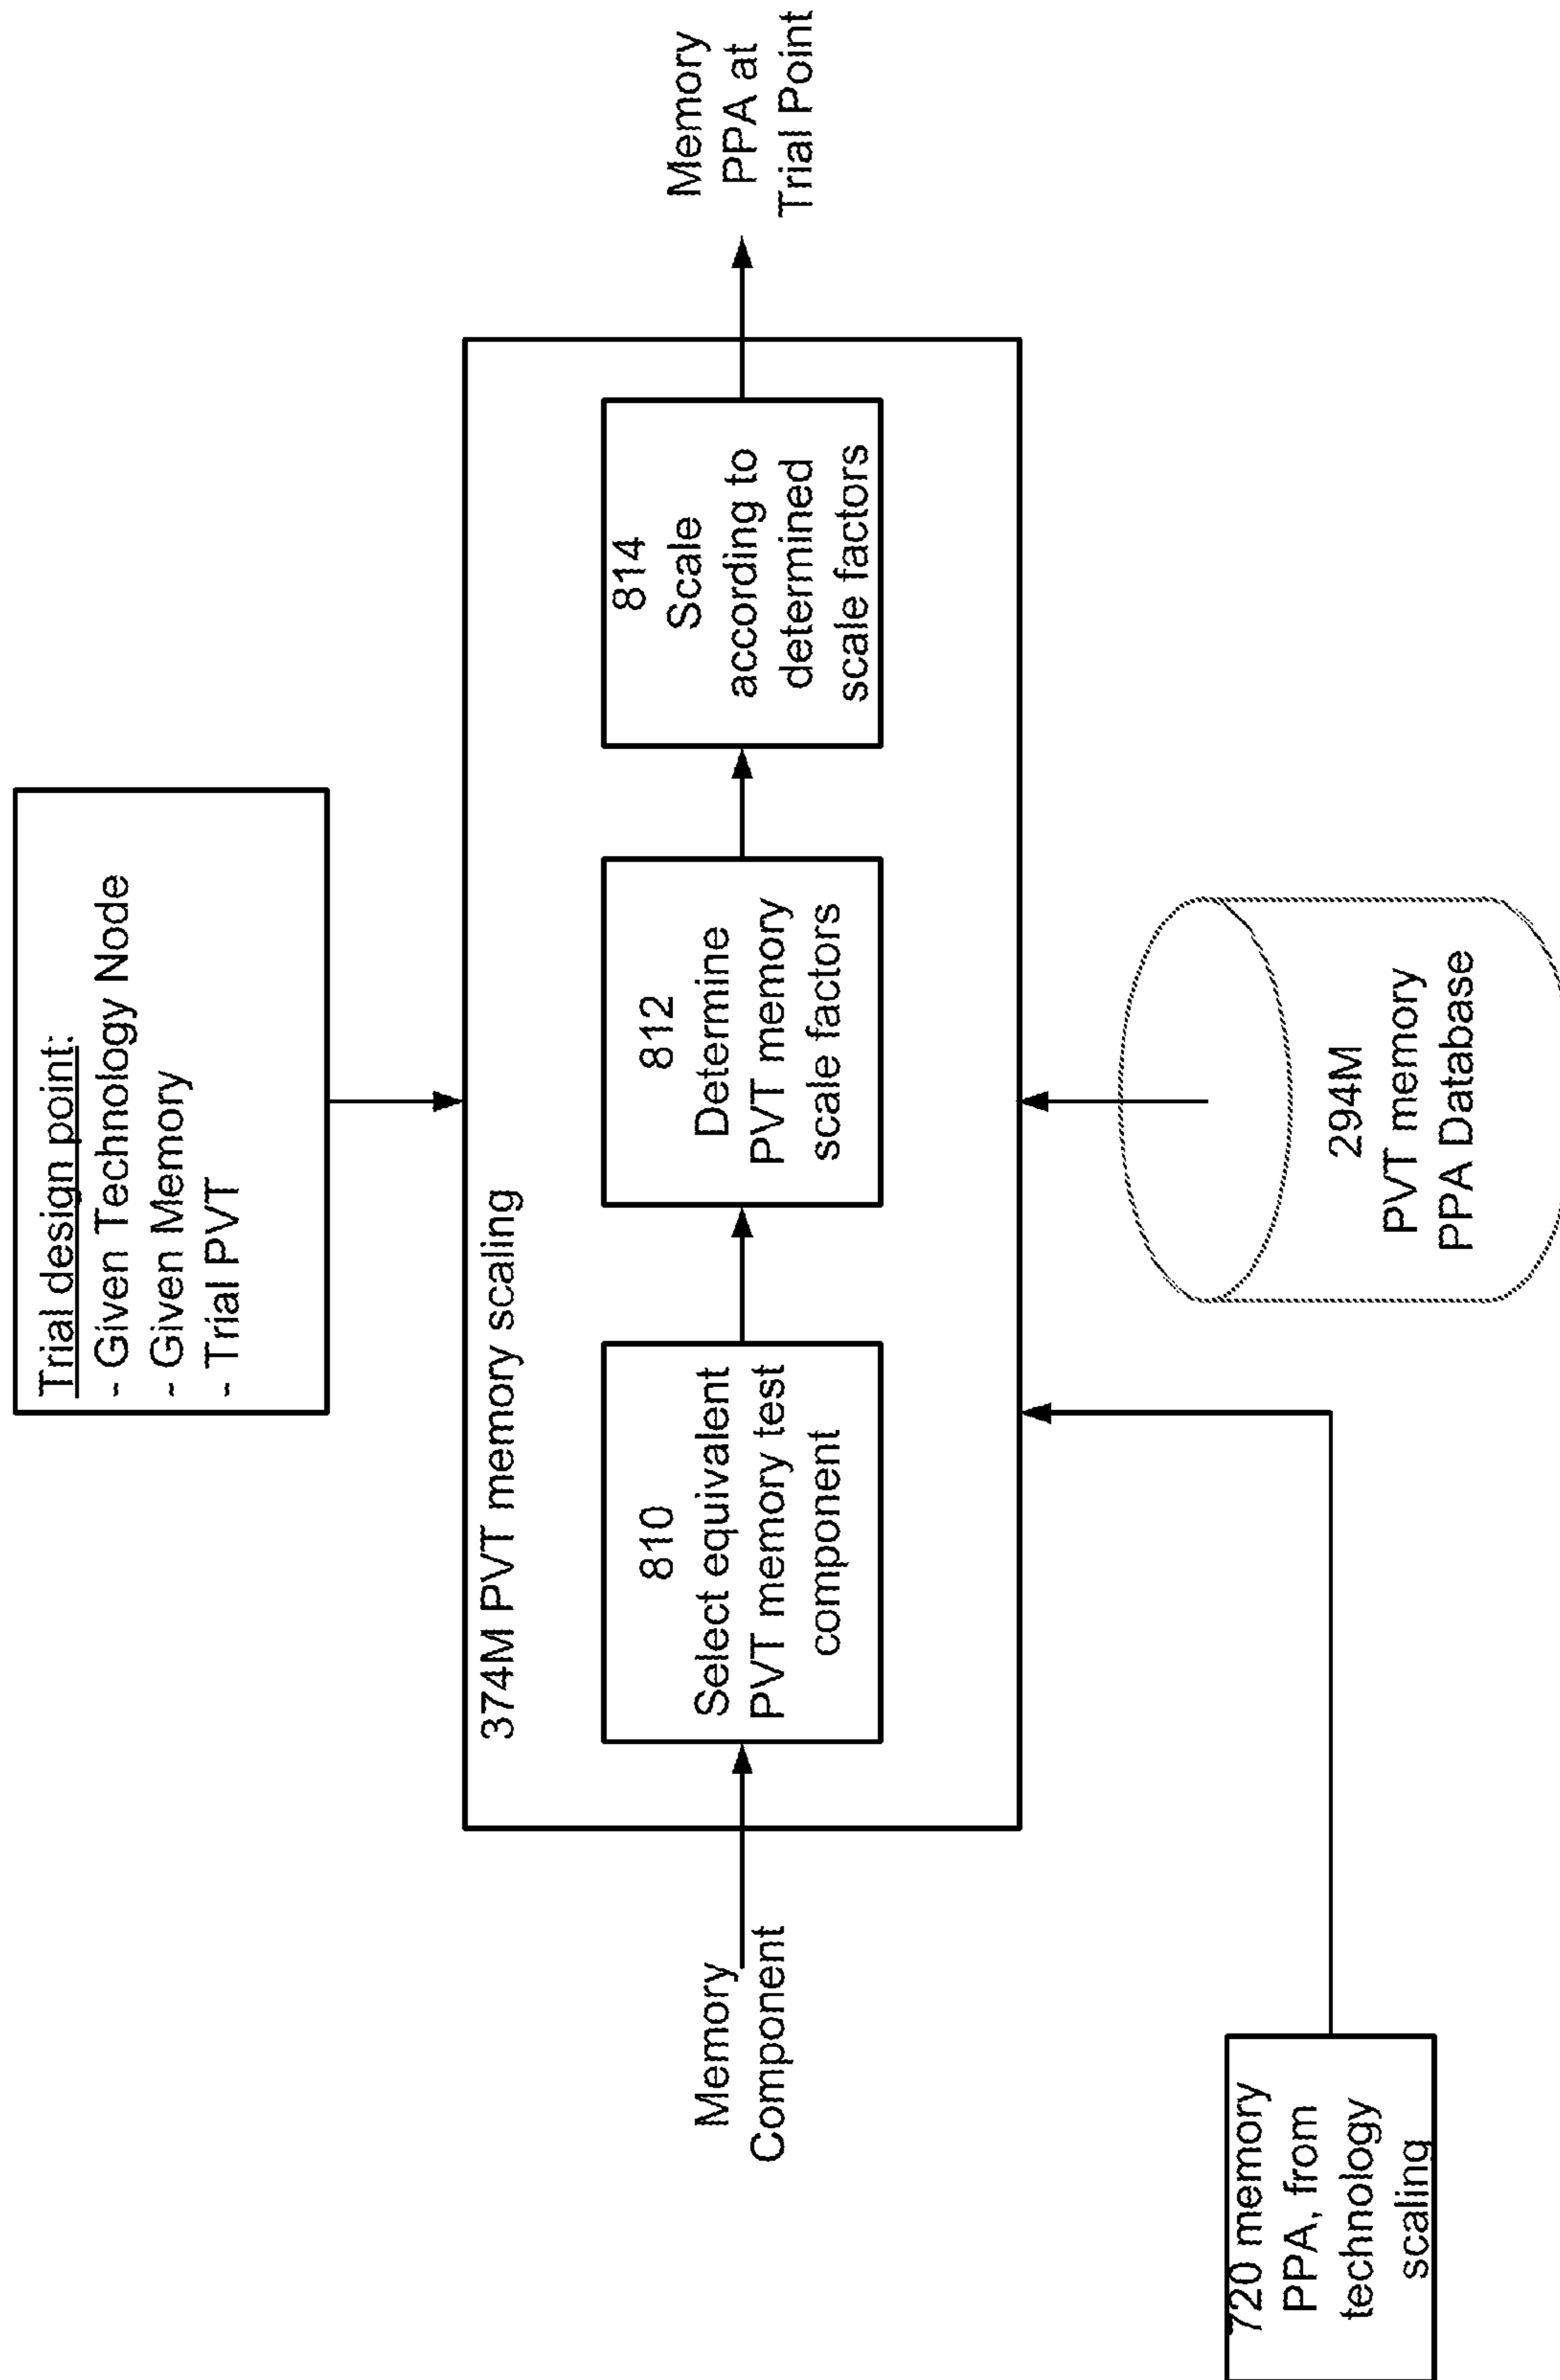 Trial design point:
- Given Technology Node
- Given Memory
- Trial PVT
374M PVT memory scaling
Memory
Component
810
Select equivalent
PVT memory test
component
812
Determine
PVT memory
scale factors
814
Scale
according to
determined
scale factors
Memory
PPA at
Trial Point
720 memory
PPA, from
technology
scaling
294M
PVT memory
PPA Database